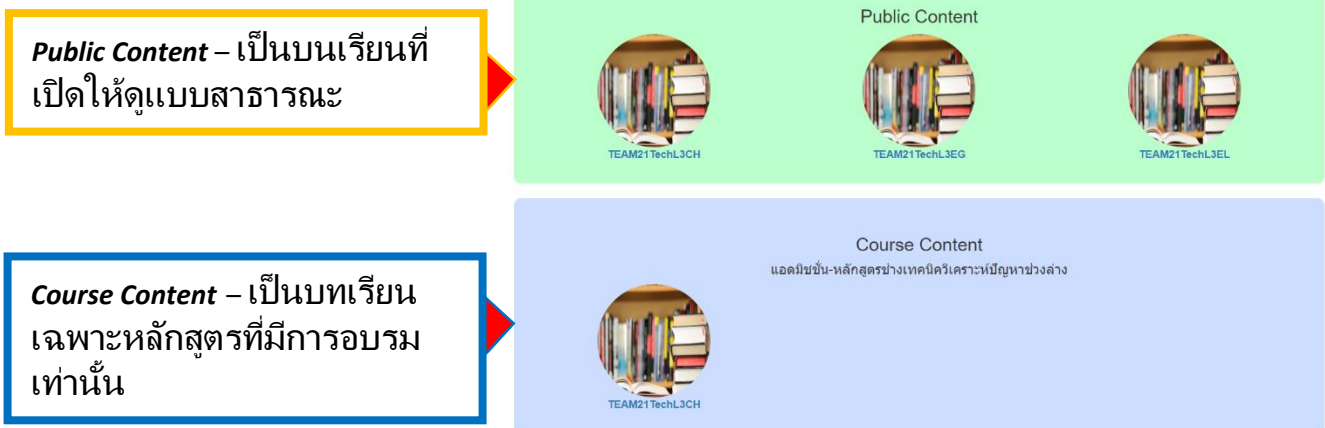 Public Content – เป็นบนเรียนที่
เปิดให้ดูแบบสาธารณะ
Public Content
TEAM21TechL3CH
TEAM21TechL3EG
TEAM21TechL3EL
Course Content – เป็นบทเรียน
เฉพาะหลักสูตรที่มีการอบรม
เท่านั้น
Course Content
แอดมิชชั่น-หลักสูตรช่างเทคนิควิเคราะห์ปัญหาช่วงล่าง
TEAM21TechL3CH